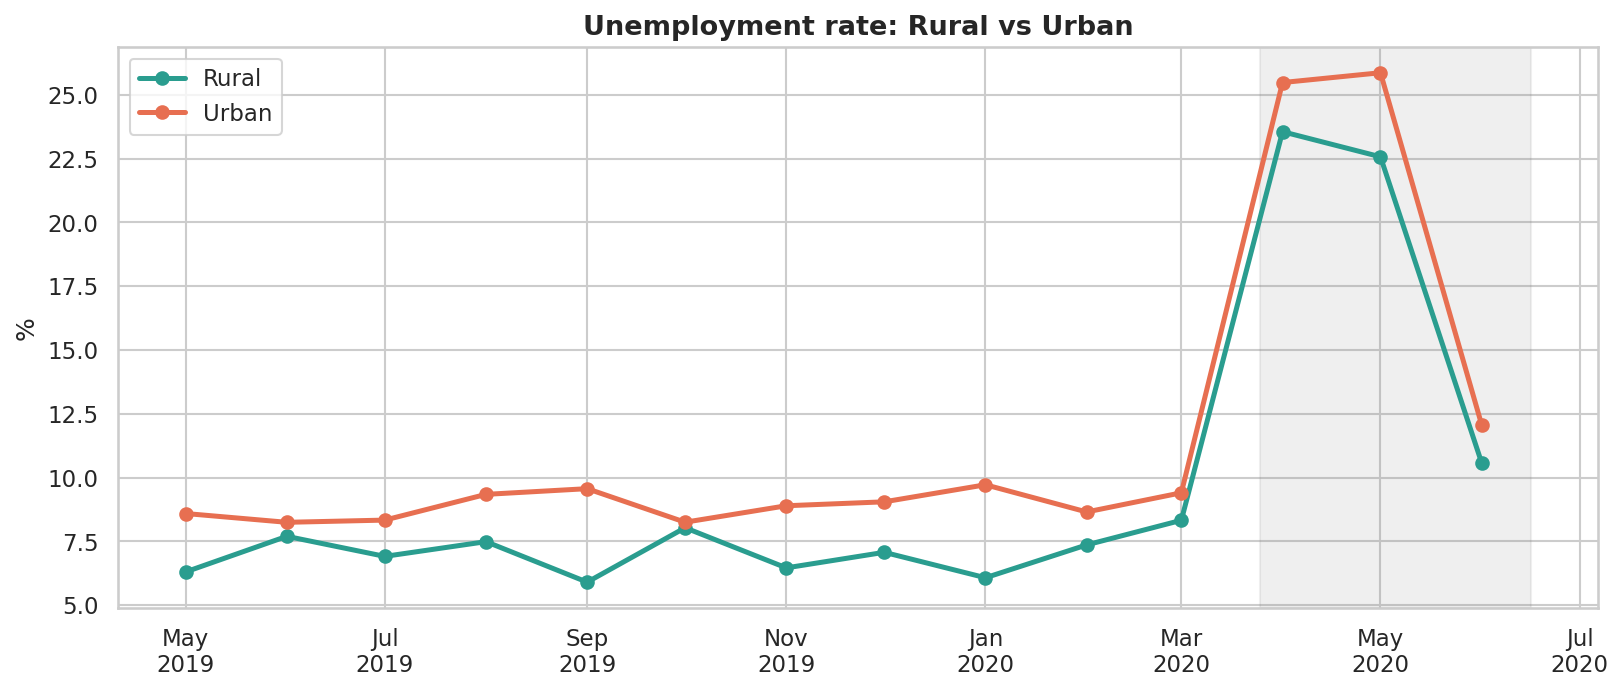 Unemployment rate: Rural vs Urban
Rural
Urban
%
25.0
22.5
20.0
17.5
15.0
12.5
10.0
7.5
5.0
May Jul Sep Nov Jan Mar May Jul
2019 2019 2019 2019 2020 2020 2020 2020